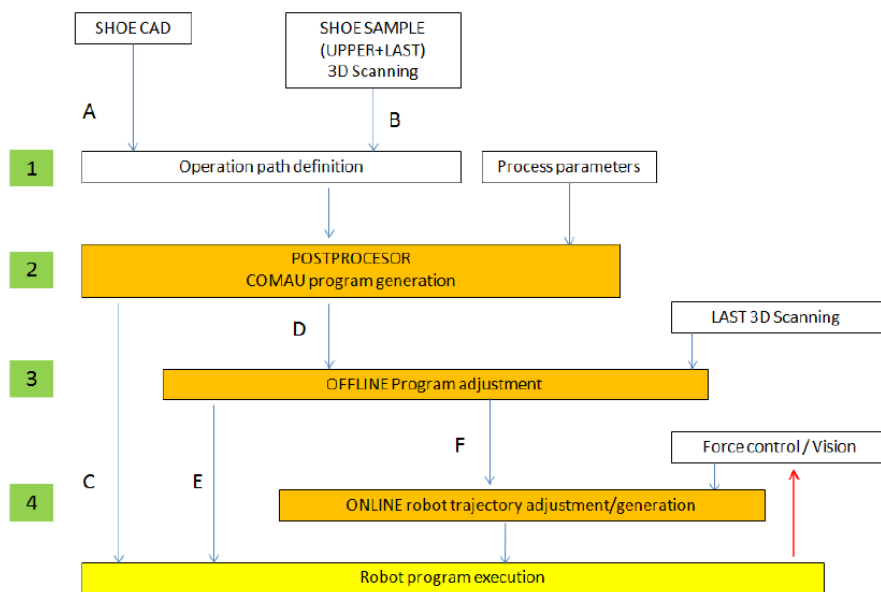 SHOE CAD
SHOE SAMPLE
(UPPER+LAST)
3D Scanning
A
B
1
Operation path definition
Process parameters
2
POSTPROCESOR
COMAU program generation
LAST 3D Scanning
D
3
OFFLINE Program adjustment
F
Force control / Vision
C
E
4
ONLINE robot trajectory adjustment/generation
Robot program execution